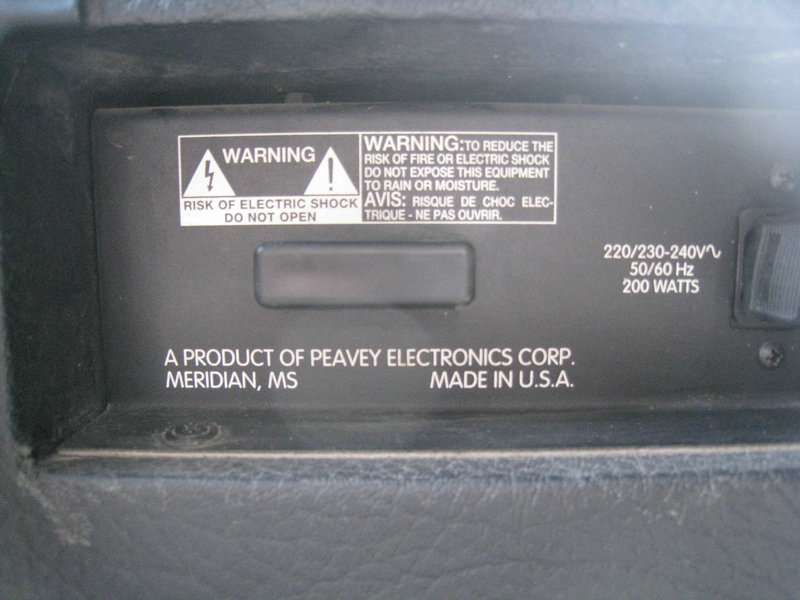 WARNING
RISK OF ELECTRIC SHOCK
DO NOT OPEN
WARNING: TO REDUCE THE
RISK OF FIRE OR ELECTRIC SHOCK
DO NOT EXPOSE THIS EQUIPMENT
TO RAIN OR MOISTURE.
AVIS: RISQUE DE CHOC ELEC-
TRIQUE - NE PAS OUVRIR.
220/230-240V∿
50/60 Hz
200 WATTS
A PRODUCT OF PEAVEY ELECTRONICS CORP.
MERIDIAN, MS MADE IN U.S.A.